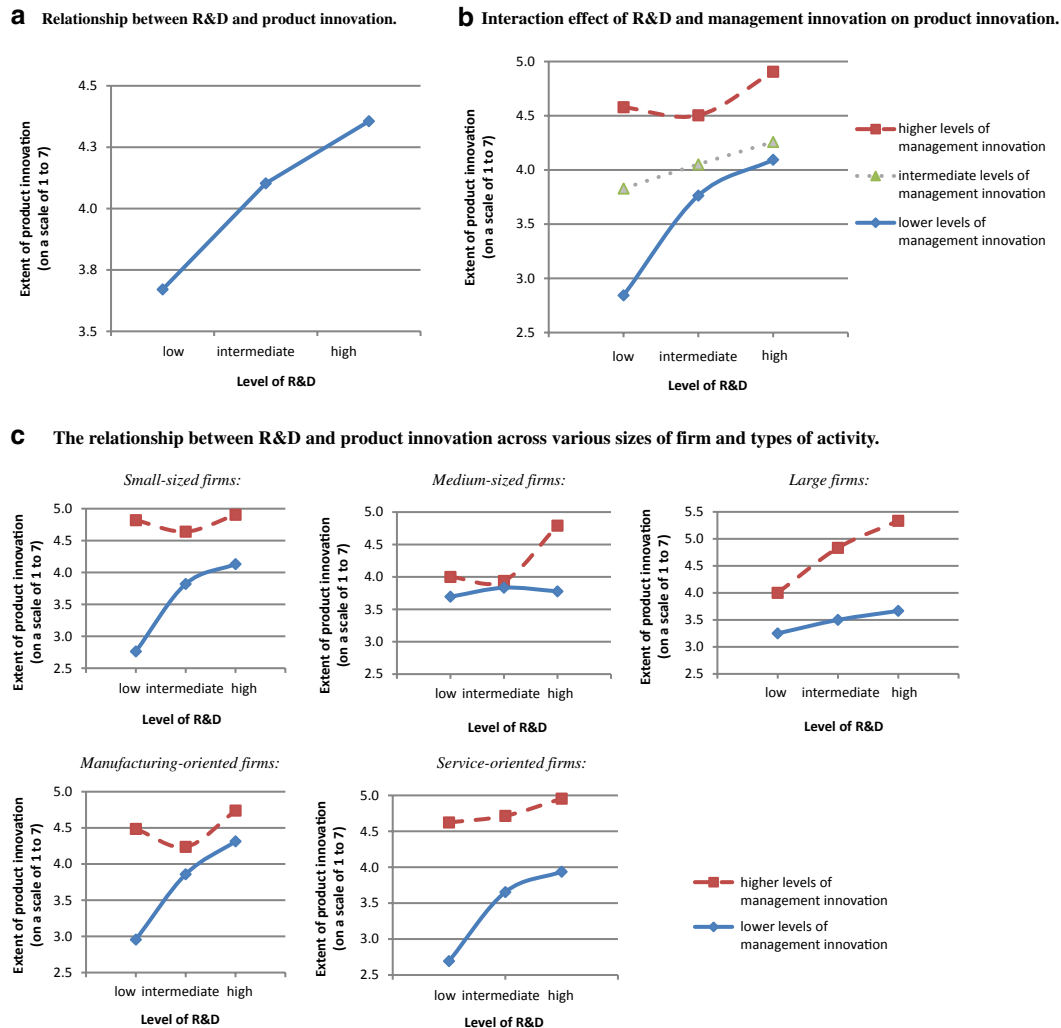 a Relationship between R&D and product innovation.
4.5
4.3
4.0
3.8
3.5
Extent of product innovation
(on a scale of 1 to 7)
low intermediate high
Level of R&D
b Interaction effect of R&D and management innovation on product innovation.
5.0
4.5
4.0
3.5
3.0
2.5
Extent of product innovation
(on a scale of 1 to 7)
low intermediate high
Level of R&D
higher levels of
management innovation
intermediate levels of
management innovation
lower levels of
management innovation
c The relationship between R&D and product innovation across various sizes of firm and types of activity.
Small-sized firms:
5.0
4.5
4.0
3.5
3.0
2.5
Extent of product innovation
(on a scale of 1 to 7)
low intermediate high
Level of R&D
Medium-sized firms:
5.0
4.5
4.0
3.5
3.0
2.5
Extent of product innovation
(on a scale of 1 to 7)
low intermediate high
Level of R&D
Large firms:
5.5
5.0
4.5
4.0
3.5
3.0
2.5
Extent of product innovation
(on a scale of 1 to 7)
low intermediate high
Level of R&D
Manufacturing-oriented firms:
5.0
4.5
4.0
3.5
3.0
2.5
Extent of product innovation
(on a scale of 1 to 7)
low intermediate high
Level of R&D
Service-oriented firms:
5.0
4.5
4.0
3.5
3.0
2.5
Extent of product innovation
(on a scale of 1 to 7)
low intermediate high
Level of R&D
higher levels of
management innovation
lower levels of
management innovation